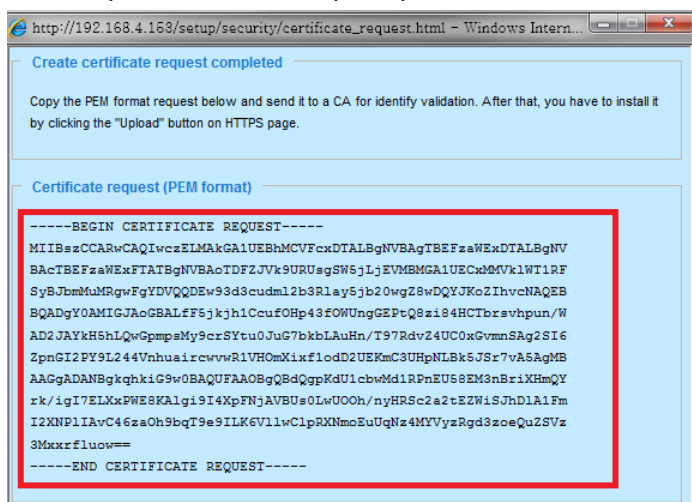 http://192.168.4.153/setup/security/certificate_request.html - Windows Intern...
Create certificate request completed
Copy the PEM format request below and send it to a CA for identify validation. After that, you have to install it
by clicking the "Upload" button on HTTPS page.
Certificate request (PEM format)
-----BEGIN CERTIFICATE REQUEST-----
MIIBszCCARwCAQIwczELMAkGA1UEBhMCVFcxDTALBgNVBAgTBEFzaWExDTALBgNV
BAcTBEFzaWExFTATBgNVBAoTDFZJVk9URUsgSW5jLjEVMBMGA1UECxMMVklWT1RF
SyBJbmMuMRgwFgYDVQQDEw93d3cudml2b3Rlay5jb20wgZ8wDQYJKoZIhvcNAQEB
BQADgY0AMIGJAoGBALfF5jkjh1CcufOHp43fOWUngGEPtQ8zi84HCTbrsvhpun/W
AD2JAYkH5hLQwGpmpsMy9crSYtu0JuG7bkbLAuHn/T97RdvZ4UC0xGvmnSAg2SI6
ZpnGI2PY9L244VnhuaircwvwR1VHOmXixf1odD2UEKmC3UHpNLBk5JSr7vA5AgMB
AAGgADANBgkqhkiG9w0BAQUFAAOBgQBdQgpKdU1cbwMd1RPnEU58EM3nBriXHmQY
rk/igI7ELXxPWE8KAlgi9I4XpFNjAVBUs0LwUOOh/nyHRSc2a2tEZWiSJhDlA1Fm
I2XNPlIAvC46zaOh9bqT9e9ILK6VllwClpRXNmoEuUqNz4MYVyzRgd3zoeQuZSVz
3Mxxrfluow==
-----END CERTIFICATE REQUEST-----